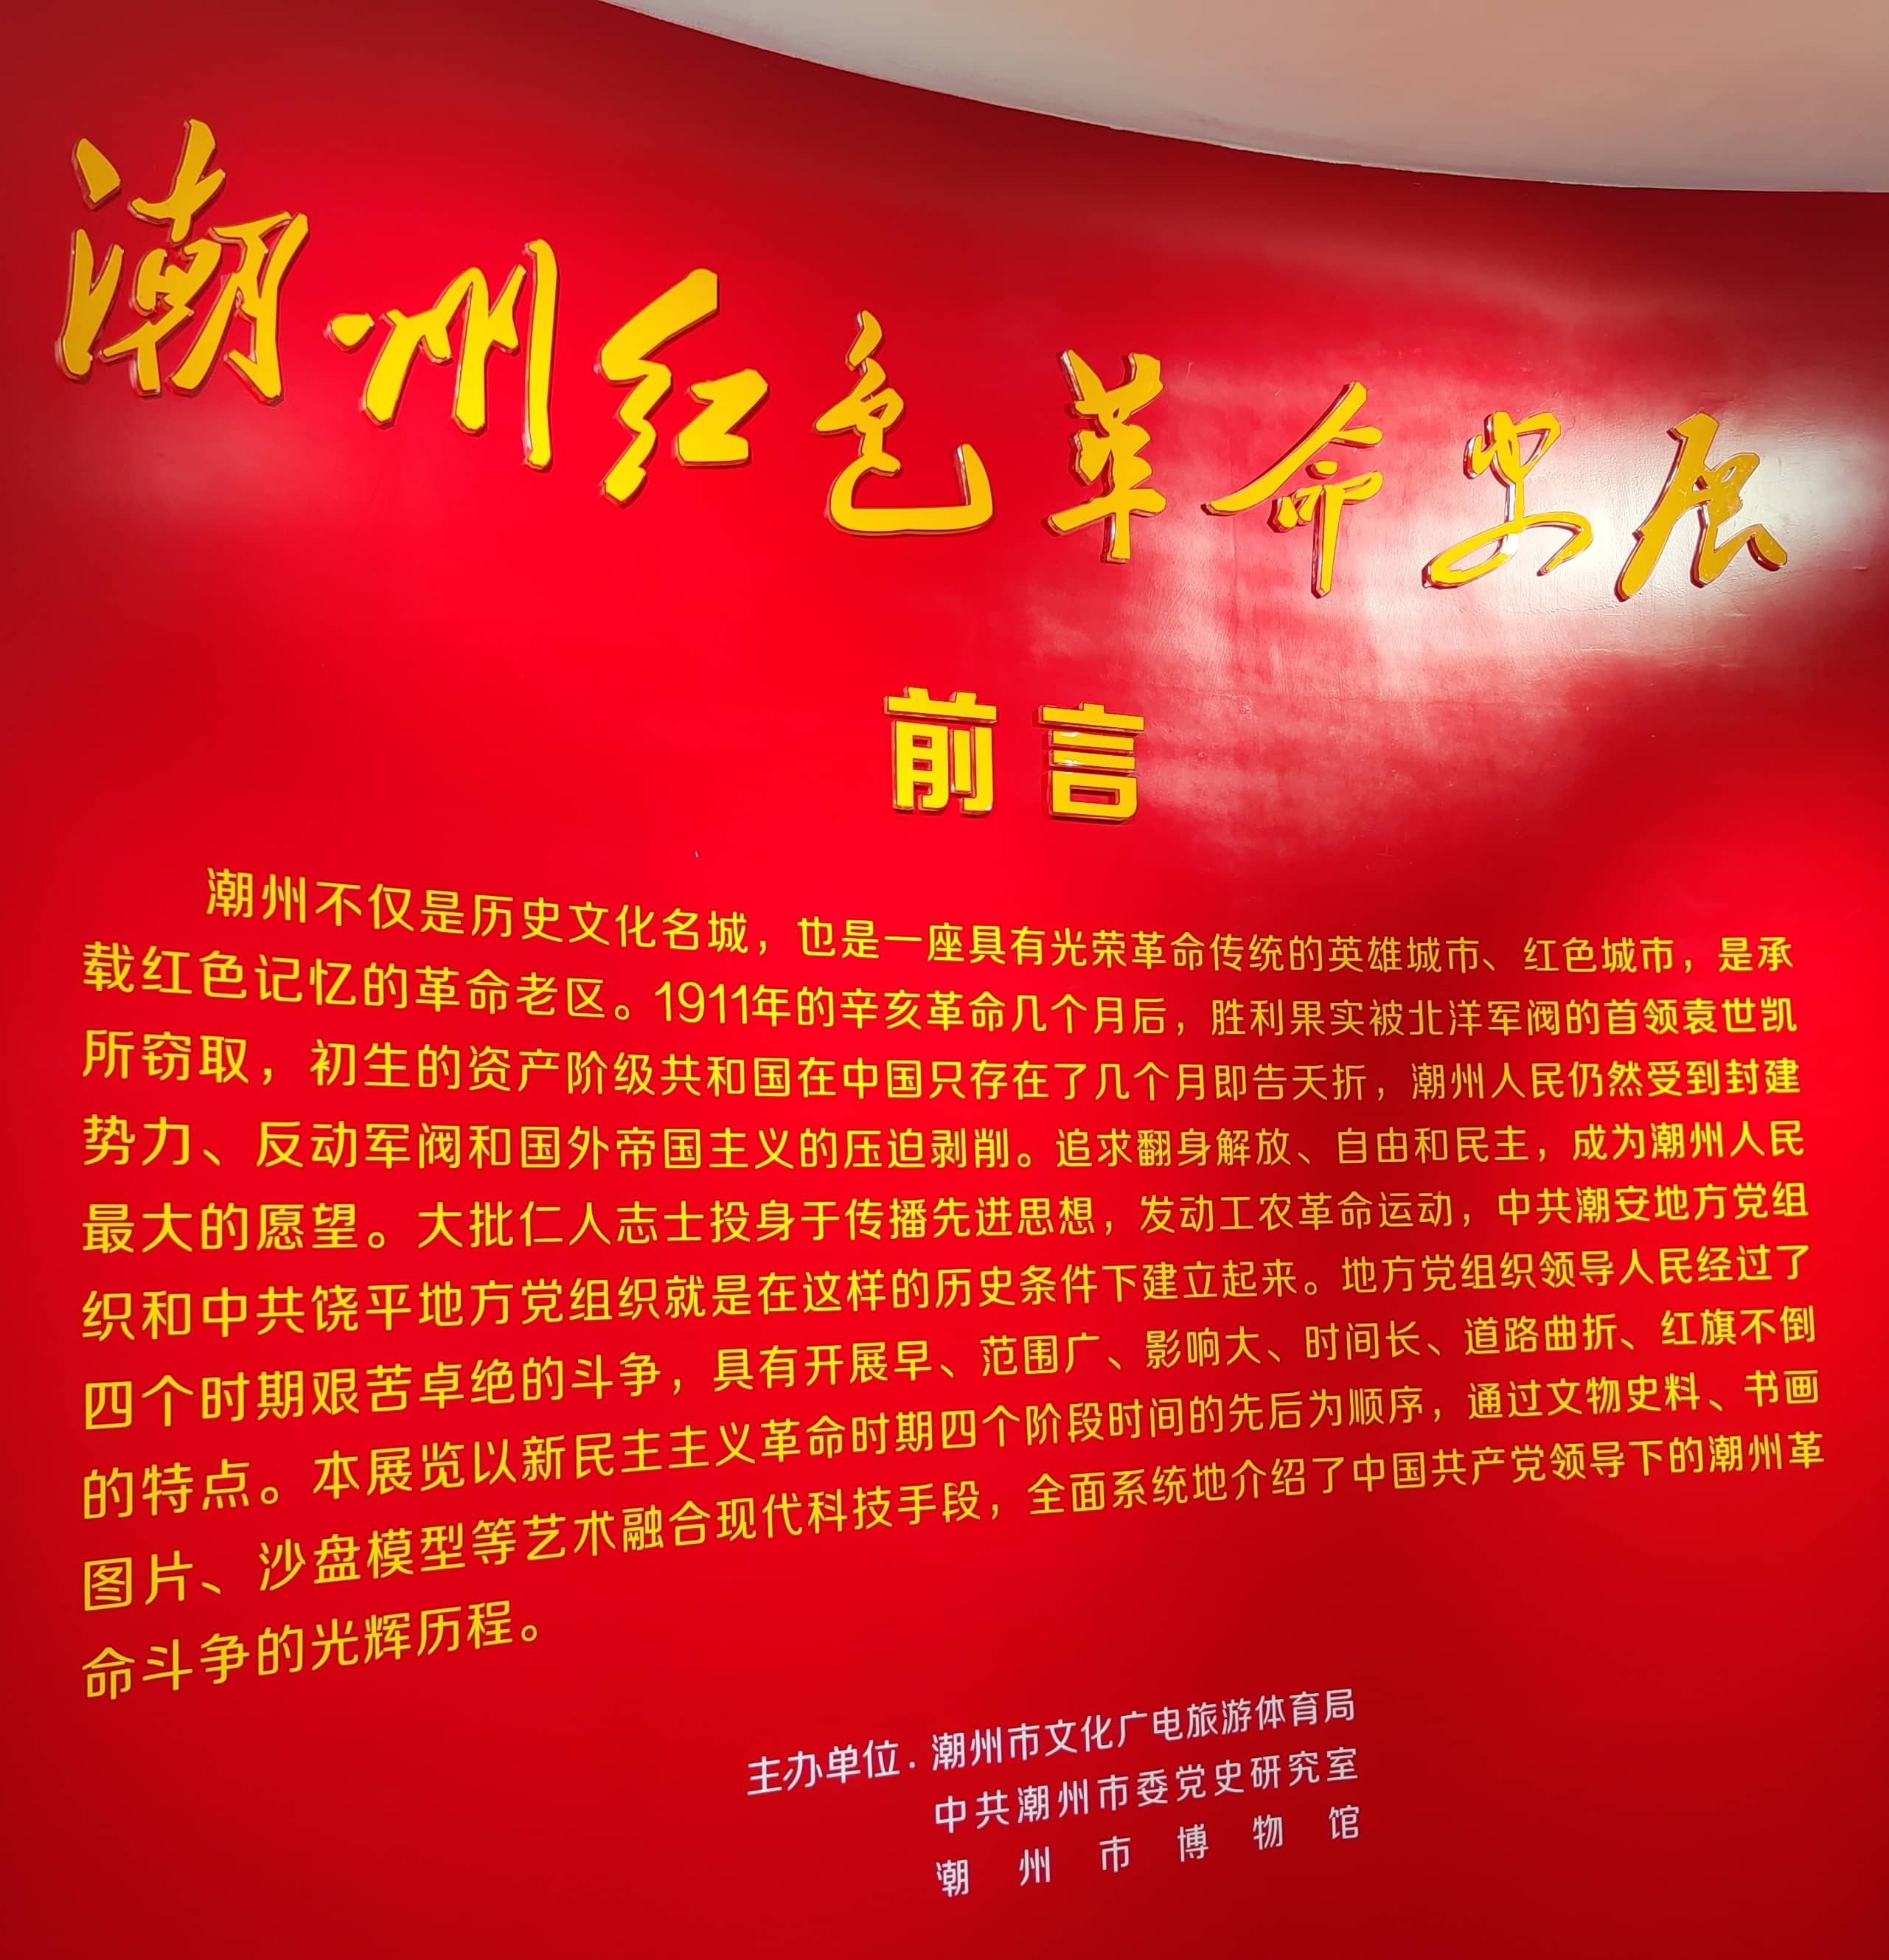 潮州红色革命史展
前言
潮州不仅是历史文化名城，也是一座具有光荣革命传统的英雄城市、红色城市，是承
载红色记忆的革命老区。1911年的辛亥革命几个月后，胜利果实被北洋军阀的首领袁世凯
所窃取，初生的资产阶级共和国在中国只存在了几个月即告夭折，潮州人民仍然受到封建
势力、反动军阀和国外帝国主义的压迫剥削。追求翻身解放、自由和民主，成为潮州人民
最大的愿望。大批仁人志士投身于传播先进思想，发动工农革命运动，中共潮安地方党组
织和中共饶平地方党组织就是在这样的历史条件下建立起来。地方党组织领导人民经过了
四个时期艰苦卓绝的斗争，具有开展早、范围广、影响大、时间长、道路曲折、红旗不倒
的特点。本展览以新民主主义革命时期四个阶段时间的先后为顺序，通过文物史料、书画
图片、沙盘模型等艺术融合现代科技手段，全面系统地介绍了中国共产党领导下的潮州革
命斗争的光辉历程。
主办单位．潮州市文化广电旅游体育局
中共潮州市委党史研究室
潮州市博物馆